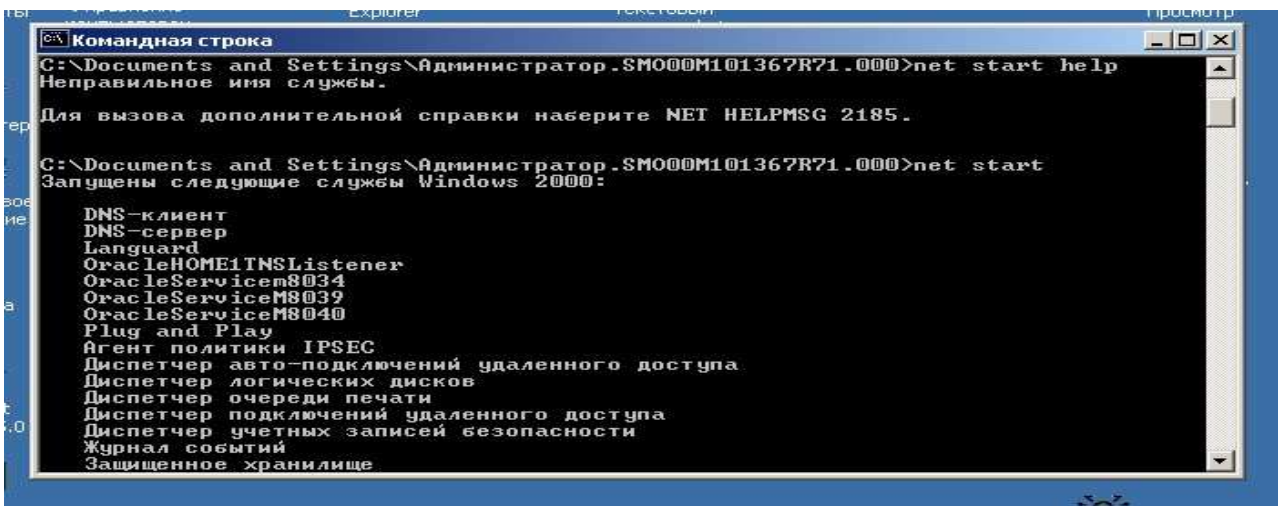 Explorer
Просмотр
Командная строка
C:\Documents and Settings\Администратор.SMO00M101367R71.000>net start help
Неправильное имя службы.
Для вызова дополнительной справки наберите NET HELPMSG 2185.
C:\Documents and Settings\Администратор.SMO00M101367R71.000>net start
Запущены следующие службы Windows 2000:
DNS-клиент
DNS-сервер
Languard
OracleHOME1TNSListener
OracleServicem8034
OracleServiceM8039
OracleServiceM8040
Plug and Play
Агент политики IPSEC
Диспетчер авто-подключений удаленного доступа
Диспетчер логических дисков
Диспетчер очереди печати
Диспетчер подключений удаленного доступа
Диспетчер учетных записей безопасности
Журнал событий
Защищенное хранилище